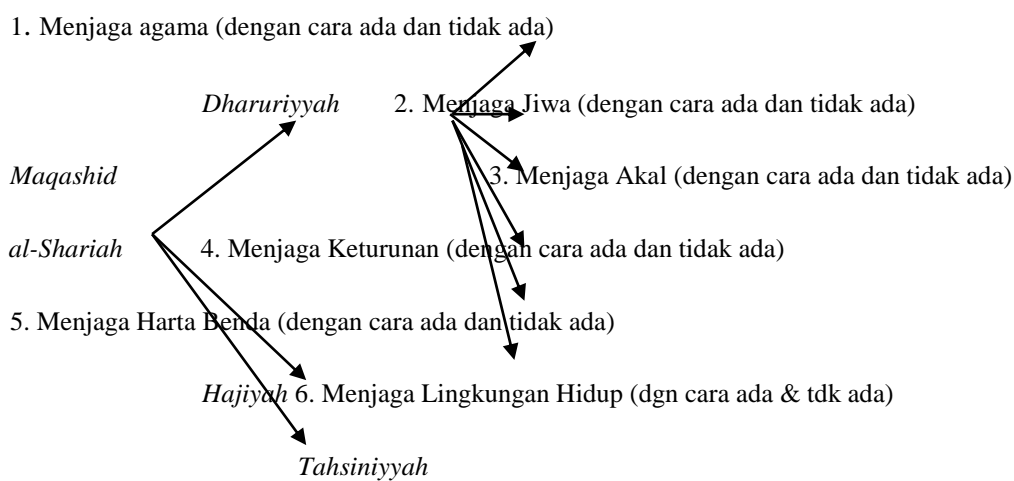 1. Menjaga agama (dengan cara ada dan tidak ada)
Dharuriyyah 2. Menjaga Jiwa (dengan cara ada dan tidak ada)
Maqashid 3. Menjaga Akal (dengan cara ada dan tidak ada)
al-Shariah 4. Menjaga Keturunan (dengan cara ada dan tidak ada)
5. Menjaga Harta Benda (dengan cara ada dan tidak ada)
Hajiyah 6. Menjaga Lingkungan Hidup (dgn cara ada & tdk ada)
Tahsiniyyah